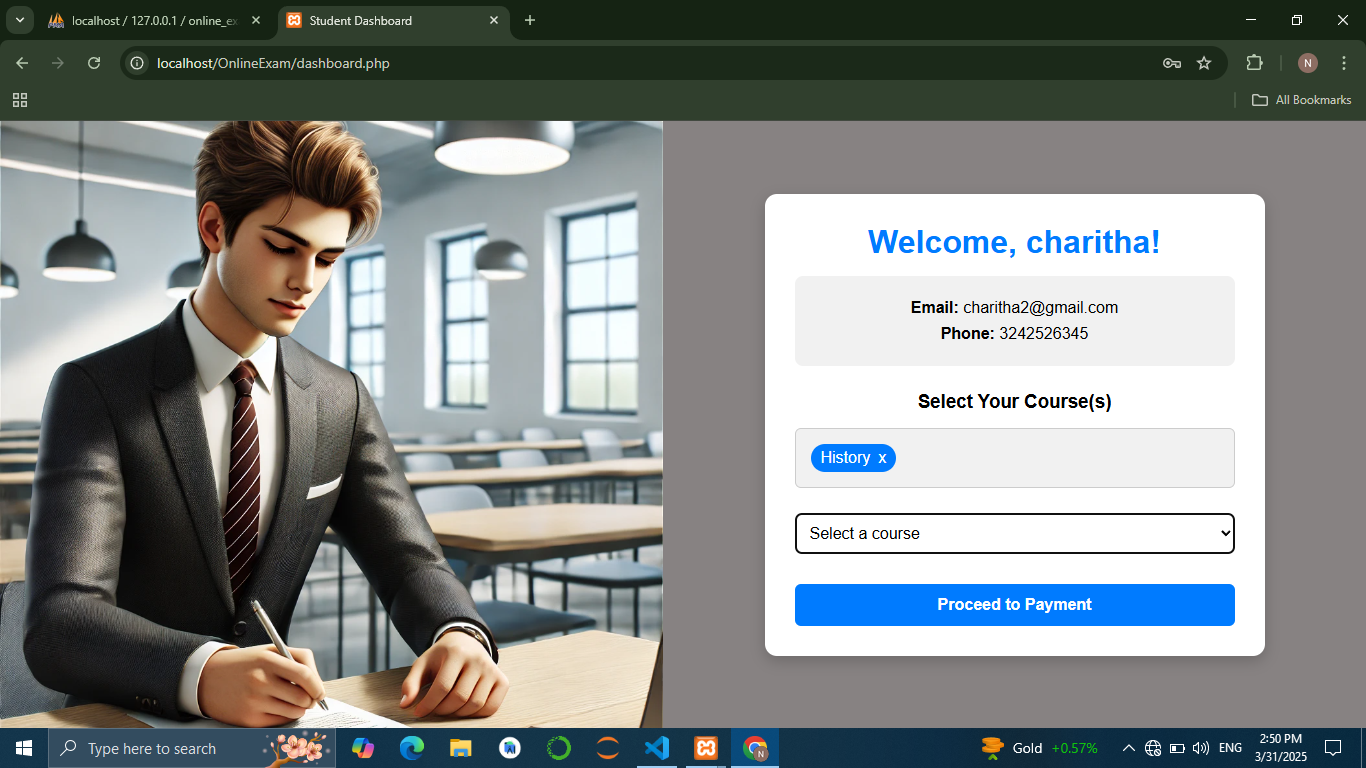 localhost / 127.0.0.1 / online_ex
Student Dashboard
localhost/OnlineExam/dashboard.php
N
All Bookmarks
Welcome, charitha!
Email: charitha2@gmail.com
Phone: 3242526345
Select Your Course(s)
History x
Select a course
Proceed to Payment
Type here to search
N
Gold +0.57%
ENG
2:50 PM
3/31/2025